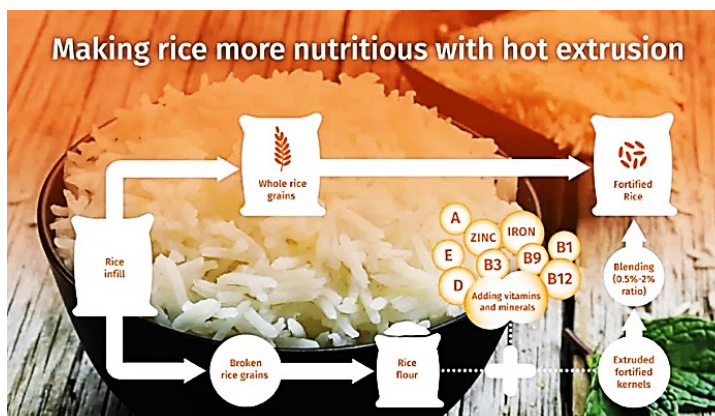 Making rice more nutritious with hot extrusion
Whole rice
grains
Fortified
Rice
Rice
infill
A
ZINC
IRON
E
B3
B9
B1
D
B12
Adding vitamins
and minerals
Blending
(0.5%-2%
ratio)
Broken
rice grains
Rice
flour
Extruded
fortified
kernels